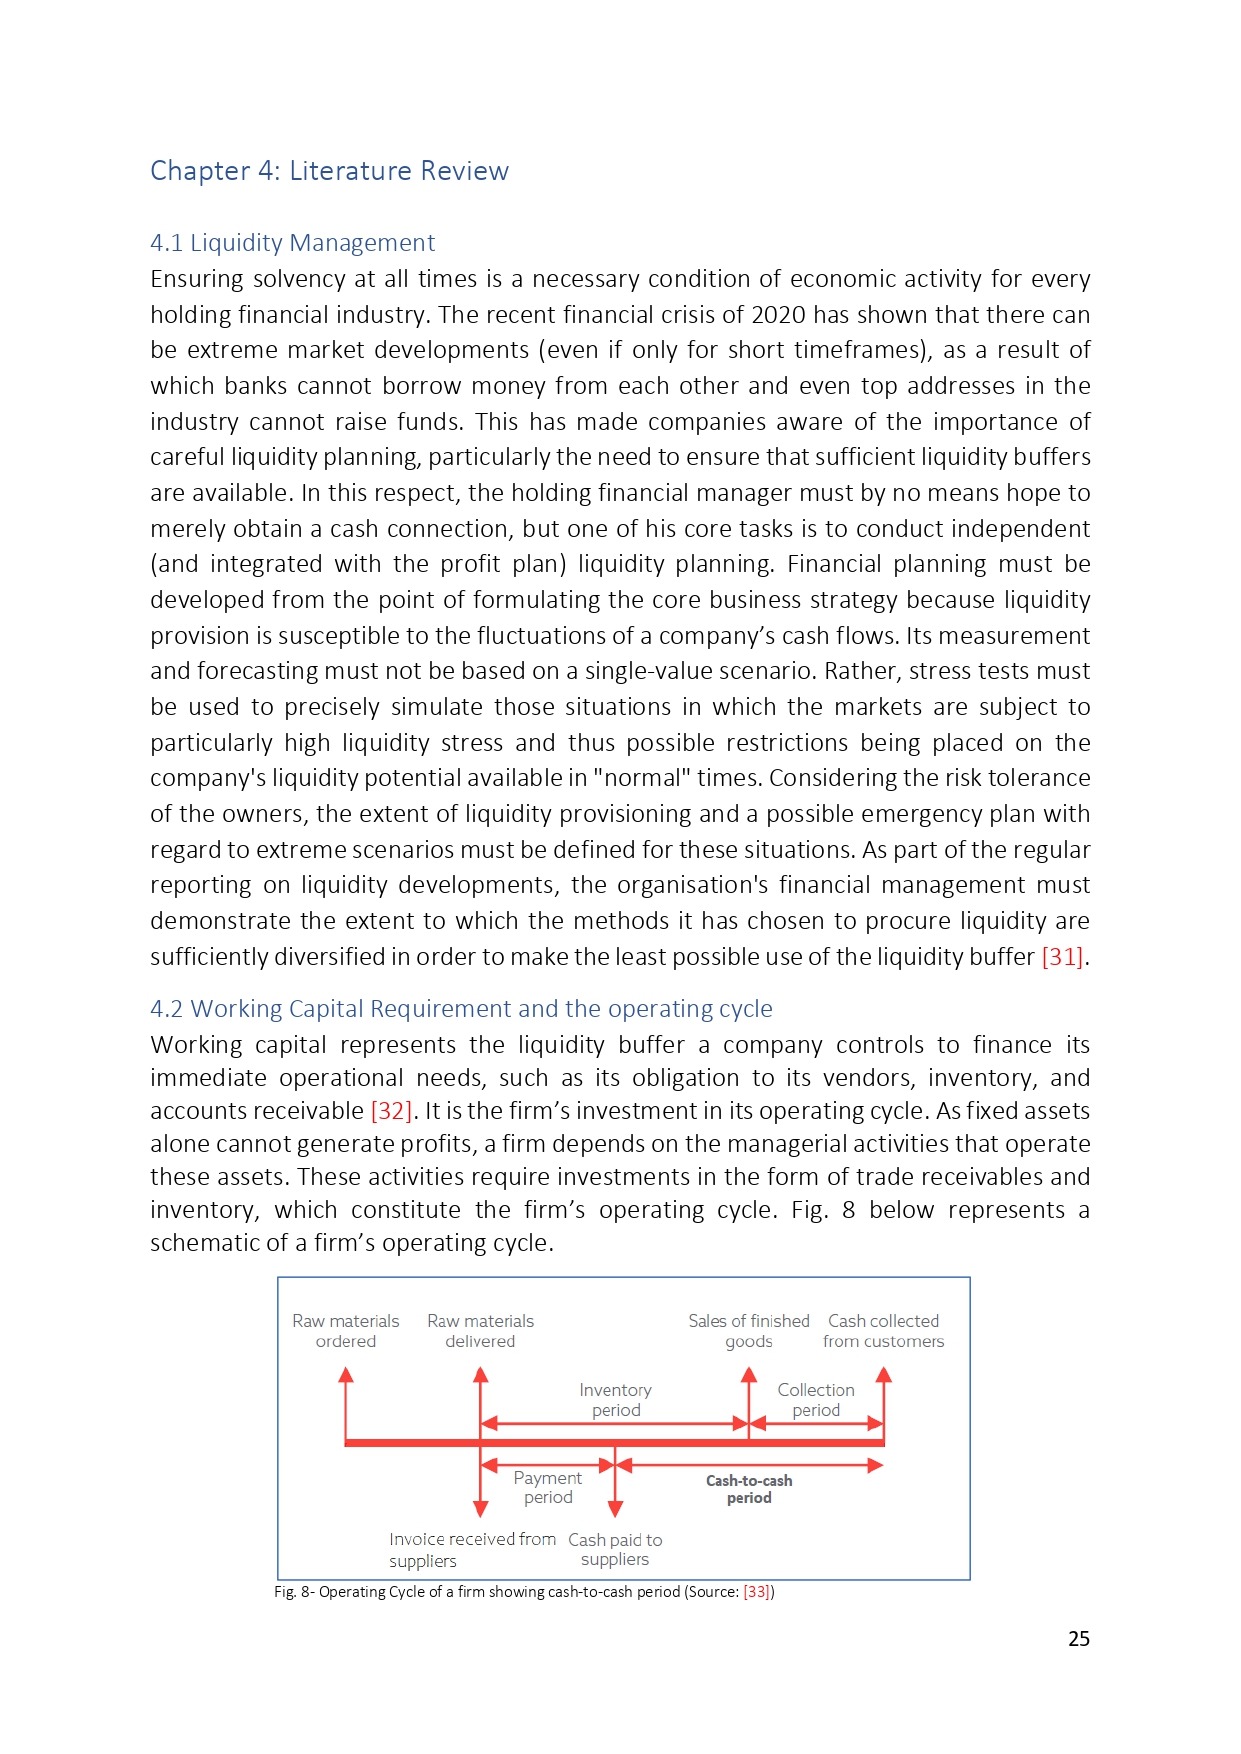 Chapter 4: Literature Review
4.1 Liquidity Management
Ensuring solvency at all times is a necessary condition of economic activity for every
holding financial industry. The recent financial crisis of 2020 has shown that there can
be extreme market developments (even if only for short timeframes), as a result of
which banks cannot borrow money from each other and even top addresses in the
industry cannot raise funds. This has made companies aware of the importance of
careful liquidity planning, particularly the need to ensure that sufficient liquidity buffers
are available. In this respect, the holding financial manager must by no means hope to
merely obtain a cash connection, but one of his core tasks is to conduct independent
(and integrated with the profit plan) liquidity planning. Financial planning must be
developed from the point of formulating the core business strategy because liquidity
provision is susceptible to the fluctuations of a company’s cash flows. Its measurement
and forecasting must not be based on a single-value scenario. Rather, stress tests must
be used to precisely simulate those situations in which the markets are subject to
particularly high liquidity stress and thus possible restrictions being placed on the
company's liquidity potential available in "normal" times. Considering the risk tolerance
of the owners, the extent of liquidity provisioning and a possible emergency plan with
regard to extreme scenarios must be defined for these situations. As part of the regular
reporting on liquidity developments, the organisation's financial management must
demonstrate the extent to which the methods it has chosen to procure liquidity are
sufficiently diversified in order to make the least possible use of the liquidity buffer [31].
4.2 Working Capital Requirement and the operating cycle
Working capital represents the liquidity buffer a company controls to finance its
immediate operational needs, such as its obligation to its vendors, inventory, and
accounts receivable [32]. It is the firm’s investment in its operating cycle. As fixed assets
alone cannot generate profits, a firm depends on the managerial activities that operate
these assets. These activities require investments in the form of trade receivables and
inventory, which constitute the firm’s operating cycle. Fig. 8 below represents a
schematic of a firm’s operating cycle.
Raw materials
ordered
Raw materials
delivered
Sales of finished
goods
Cash collected
from customers
Inventory
period
Collection
period
Payment
period
Cash-to-cash
period
Invoice received from
suppliers
Cash paid to
suppliers
Fig. 8- Operating Cycle of a firm showing cash-to-cash period (Source: [33])
25